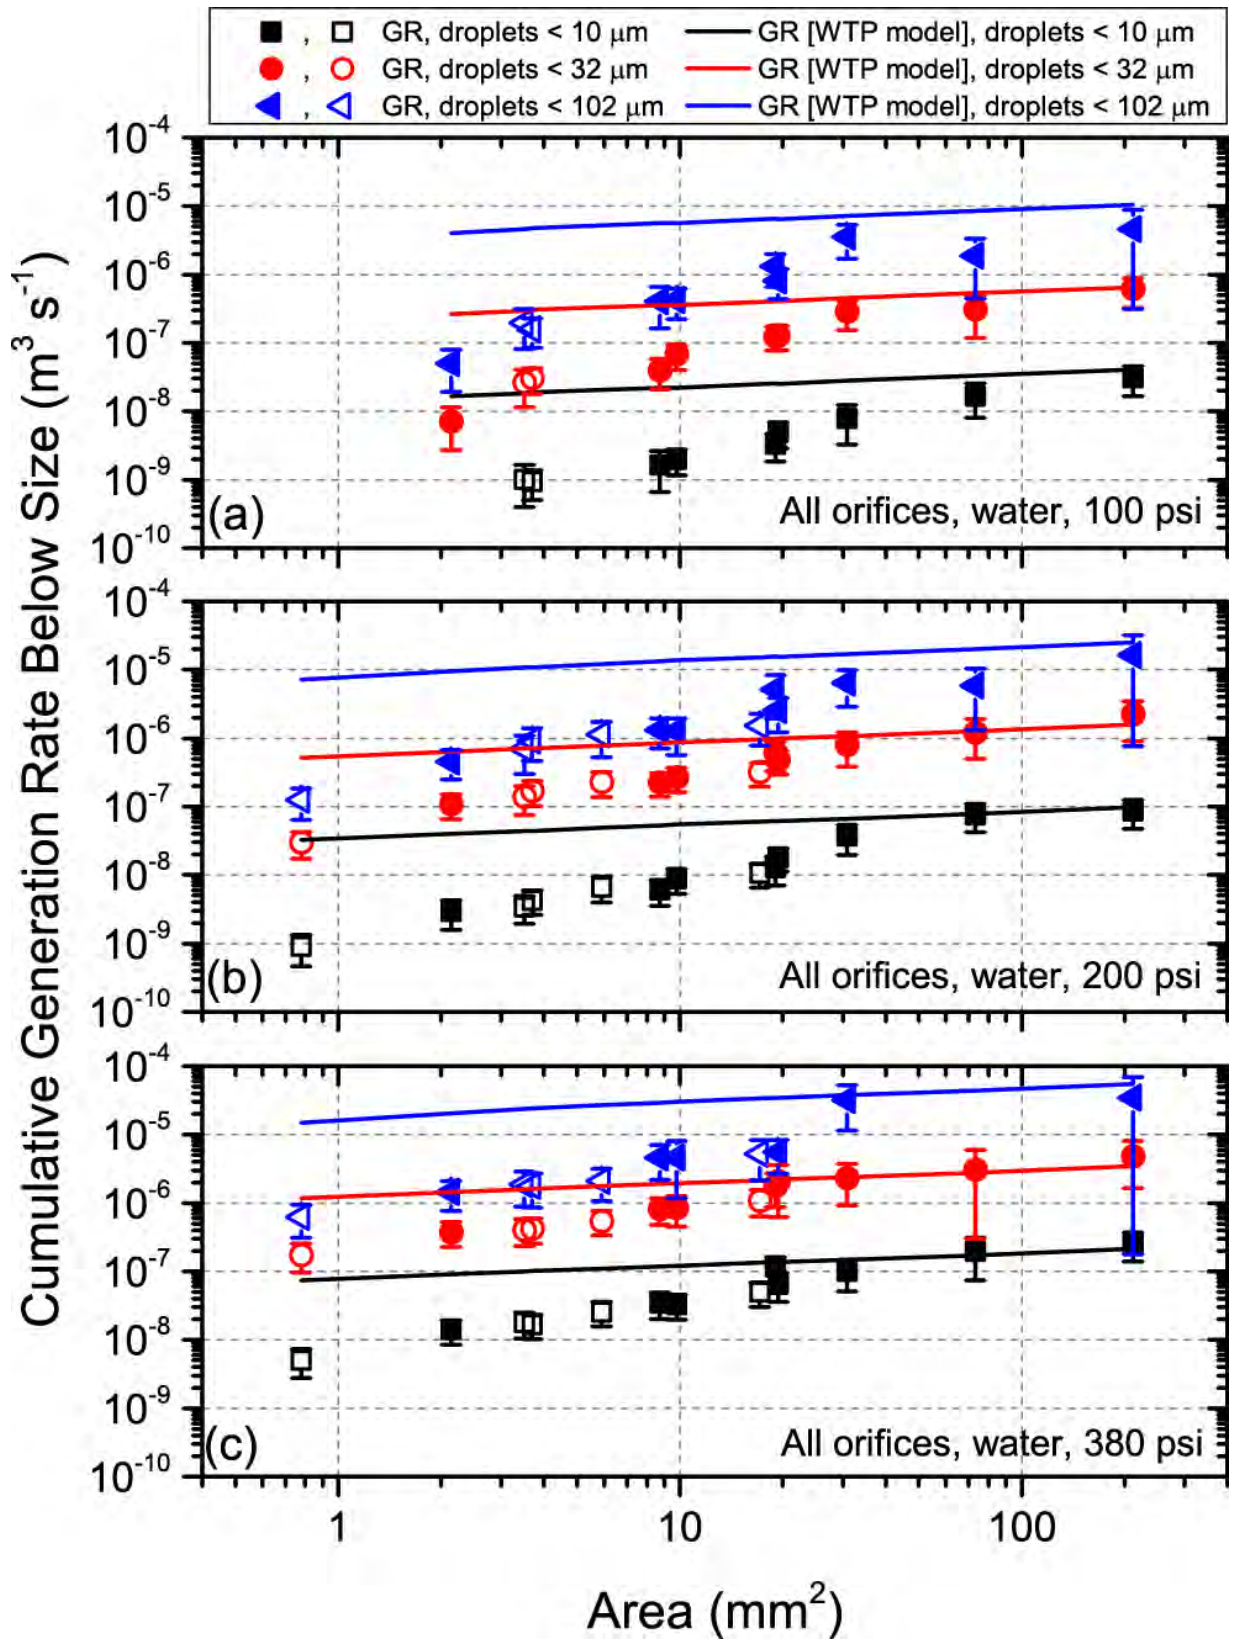 , GR, droplets < 10 μm GR [WTP model], droplets < 10 μm
, GR, droplets < 32 μm GR [WTP model], droplets < 32 μm
, GR, droplets < 102 μm GR [WTP model], droplets < 102 μm
Cumulative Generation Rate Below Size (m³ s⁻¹)
10⁻⁴
10⁻⁵
10⁻⁶
10⁻⁷
10⁻⁸
10⁻⁹
10⁻¹⁰
(a) All orifices, water, 100 psi
10⁻⁴
10⁻⁵
10⁻⁶
10⁻⁷
10⁻⁸
10⁻⁹
10⁻¹⁰
(b) All orifices, water, 200 psi
10⁻⁴
10⁻⁵
10⁻⁶
10⁻⁷
10⁻⁸
10⁻⁹
10⁻¹⁰
(c) All orifices, water, 380 psi
1 10 100
Area (mm²)